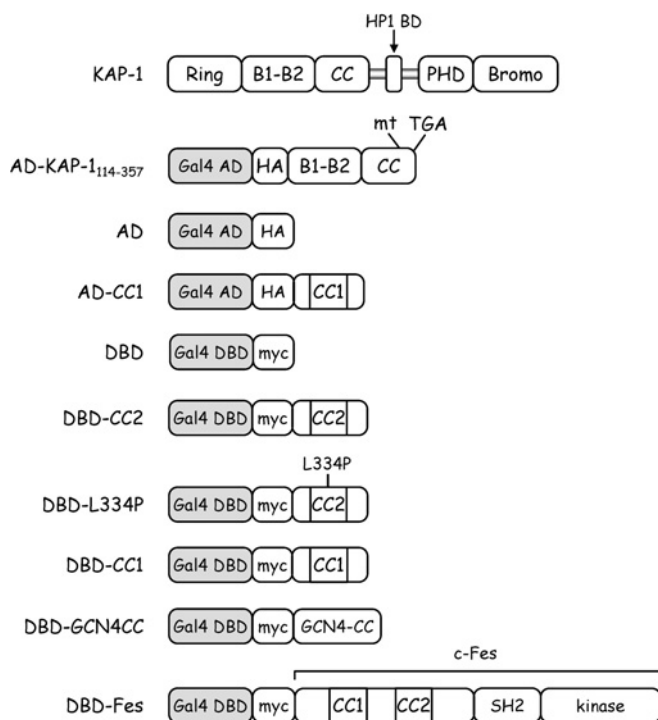 HP1 BD
KAP-1 Ring B1-B2 CC PHD Bromo
mt TGA
AD-KAP-1114-357 Gal4 AD HA B1-B2 CC
AD Gal4 AD HA
AD-CC1 Gal4 AD HA CC1
DBD Gal4 DBD myc
DBD-CC2 Gal4 DBD myc CC2
L334P
DBD-L334P Gal4 DBD myc CC2
DBD-CC1 Gal4 DBD myc CC1
DBD-GCN4CC Gal4 DBD myc GCN4-CC
c-Fes
DBD-Fes Gal4 DBD myc CC1 CC2 SH2 kinase